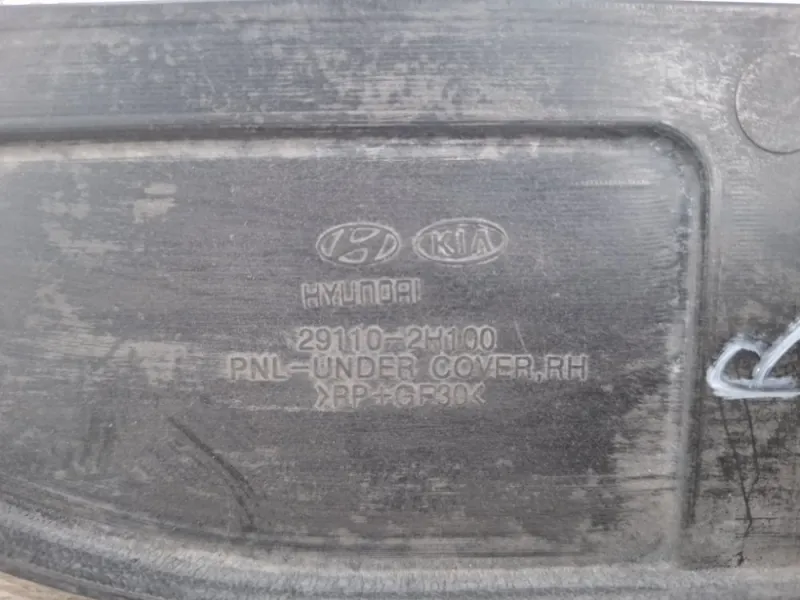 KIA
HYUNDAI
29110-2H100
PNL-UNDER COVER,RH
>PP+GF30<